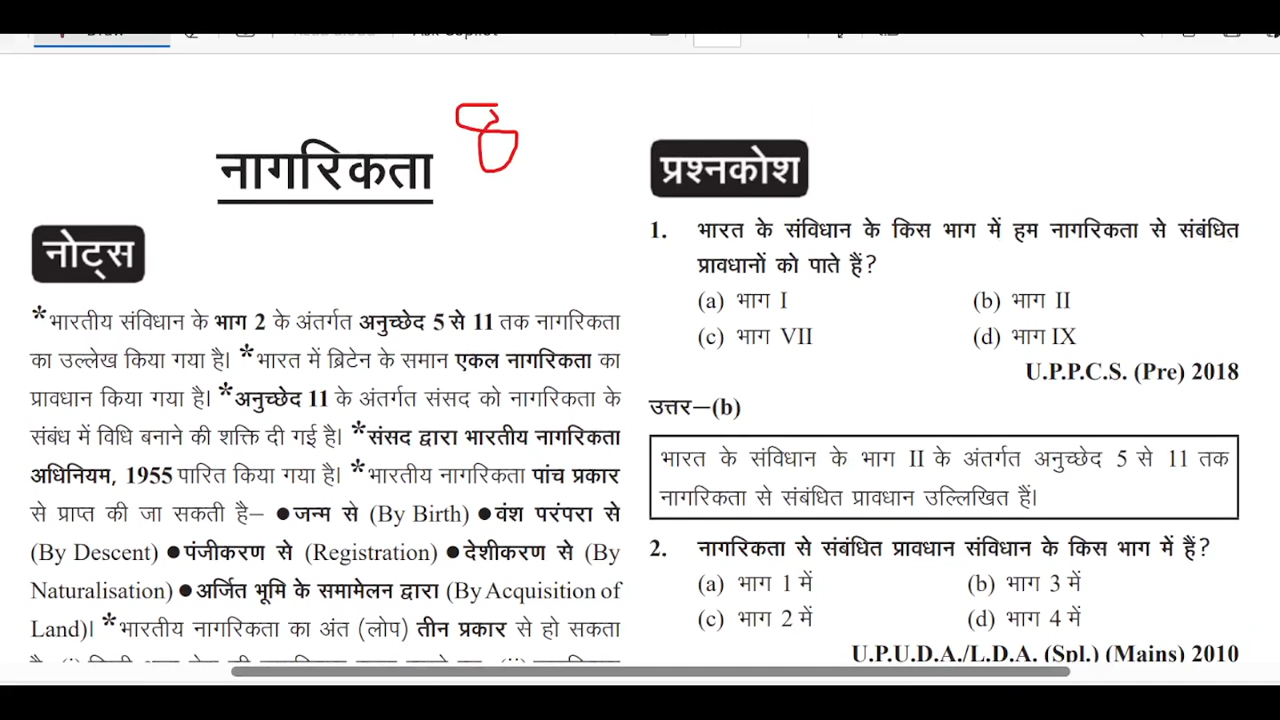 नागरिकता
8
नोट्स
*भारतीय संविधान के भाग 2 के अंतर्गत अनुच्छेद 5 से 11 तक नागरिकता
का उल्लेख किया गया है। *भारत में ब्रिटेन के समान एकल नागरिकता का
प्रावधान किया गया है। *अनुच्छेद 11 के अंतर्गत संसद को नागरिकता के
संबंध में विधि बनाने की शक्ति दी गई है। *संसद द्वारा भारतीय नागरिकता
अधिनियम, 1955 पारित किया गया है। *भारतीय नागरिकता पांच प्रकार
से प्राप्त की जा सकती है– ●जन्म से (By Birth) ●वंश परंपरा से
(By Descent) ●पंजीकरण से (Registration) ●देशीकरण से (By
Naturalisation) ●अर्जित भूमि के समामेलन द्वारा (By Acquisition of
Land)। *भारतीय नागरिकता का अंत (लोप) तीन प्रकार से हो सकता
प्रश्नकोश
1. भारत के संविधान के किस भाग में हम नागरिकता से संबंधित
प्रावधानों को पाते हैं?
(a) भाग I (b) भाग II
(c) भाग VII (d) भाग IX
U.P.P.C.S. (Pre) 2018
उत्तर–(b)
भारत के संविधान के भाग II के अंतर्गत अनुच्छेद 5 से 11 तक
नागरिकता से संबंधित प्रावधान उल्लिखित हैं।
2. नागरिकता से संबंधित प्रावधान संविधान के किस भाग में हैं?
(a) भाग 1 में (b) भाग 3 में
(c) भाग 2 में (d) भाग 4 में
U.P.U.D.A./L.D.A. (Spl.) (Mains) 2010